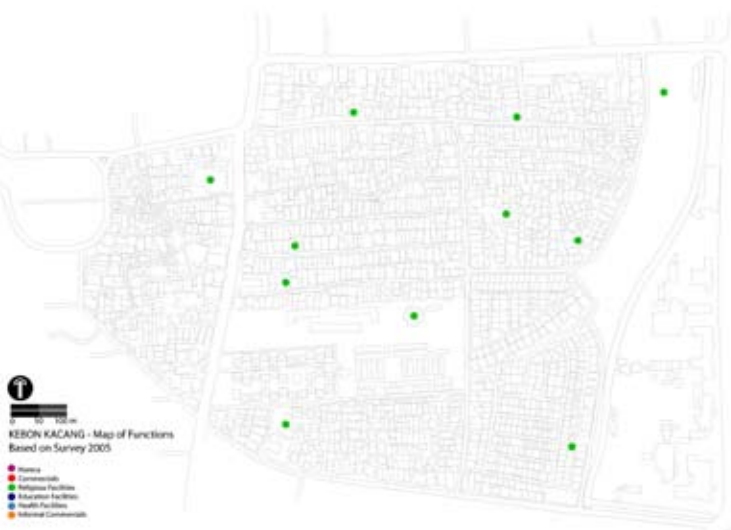 0 50 100 m
KEBON KACANG - Map of Functions
Based on Survey 2005
Horeca
Commercials
Religious Facilities
Education Facilities
Health Facilities
Informal Commercials